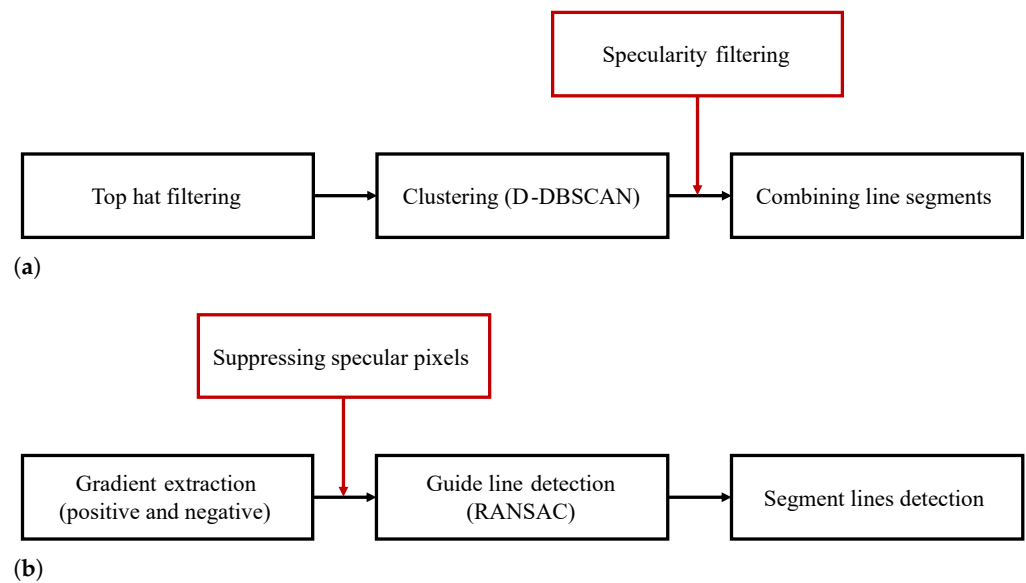 Specularity filtering
Top hat filtering
Clustering (D-DBSCAN)
Combining line segments
(a)
Suppressing specular pixels
Gradient extraction
(positive and negative)
Guide line detection
(RANSAC)
Segment lines detection
(b)